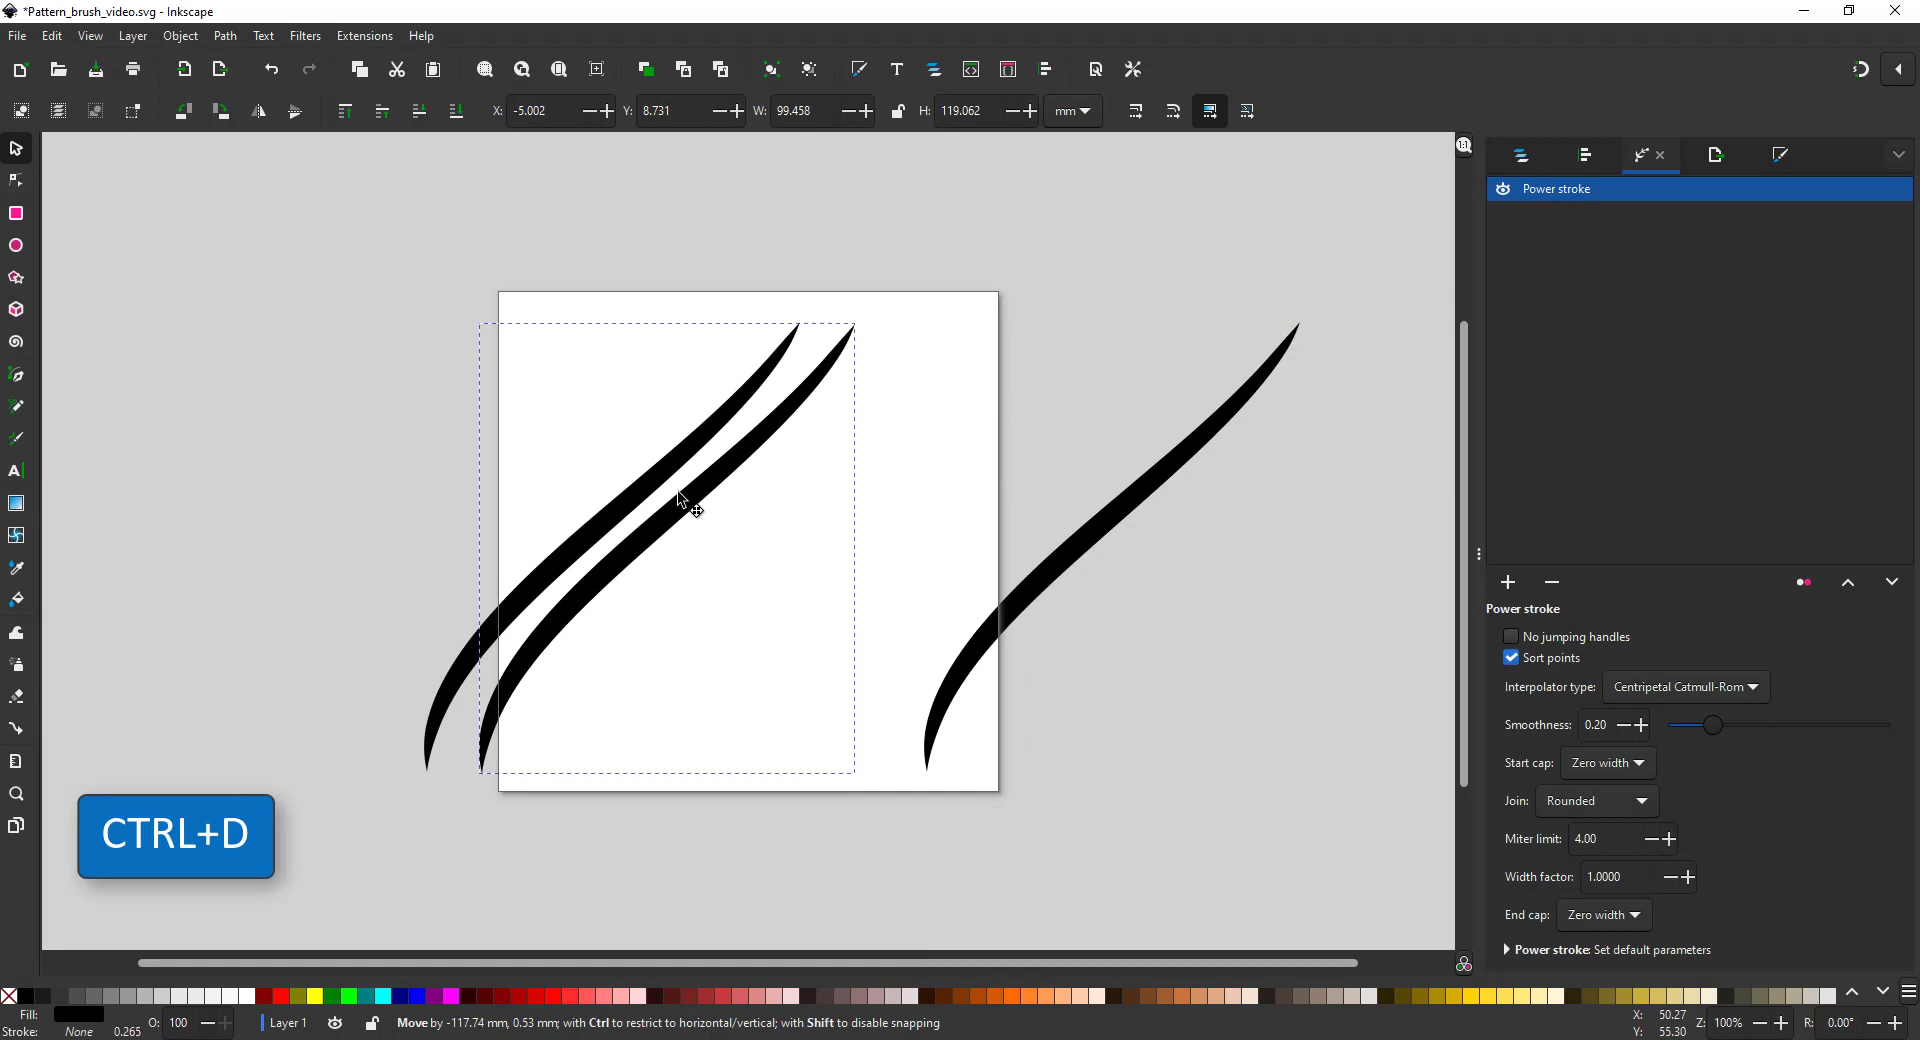 *Pattern_brush_video.svg - Inkscape
File Edit View Layer Object Path Text Filters Extensions Help
X: -5.002 Y: 8.731 W: 99.458 H: 119.062 mm
1:1
Power stroke
Power stroke
No jumping handles
Sort points
Interpolator type: Centripetal Catmull-Rom
Smoothness: 0.20
Start cap: Zero width
Join: Rounded
Miter limit: 4.00
Width factor: 1.0000
End cap: Zero width
Power stroke: Set default parameters
CTRL+D
Fill:
Stroke: None 0.265
O: 100
Layer 1
Move by -117.74 mm, 0.53 mm; with Ctrl to restrict to horizontal/vertical; with Shift to disable snapping
X: 50.27
Y: 55.30
Z: 100%
R: 0.00°